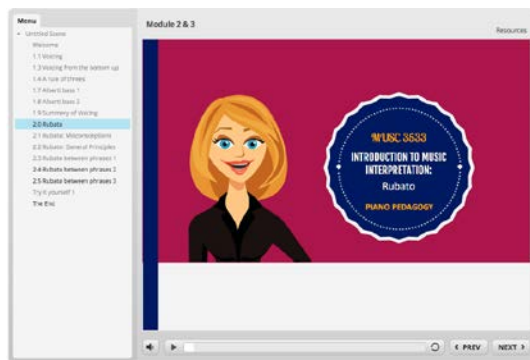 Menu
Module 2 & 3
Resources
Untitled Scene
Welcome
1.1 Voicing
1.3 Voicing from the bottom up
1.4 A rule of threes
1.7 Alberti bass 1
1.8 Alberti bass 2
1.9 Summary of Voicing
2.0 Rubato
2.1 Rubato: Misconceptions
2.2 Rubato: General Principles
2.3 Rubato between phrases 1
2.4 Rubato between phrases 2
2.5 Rubato between phrases 3
Try it yourself 1
The End
MUSC 3633
INTRODUCTION TO MUSIC
INTERPRETATION:
Rubato
PIANO PEDAGOGY
PREV
NEXT